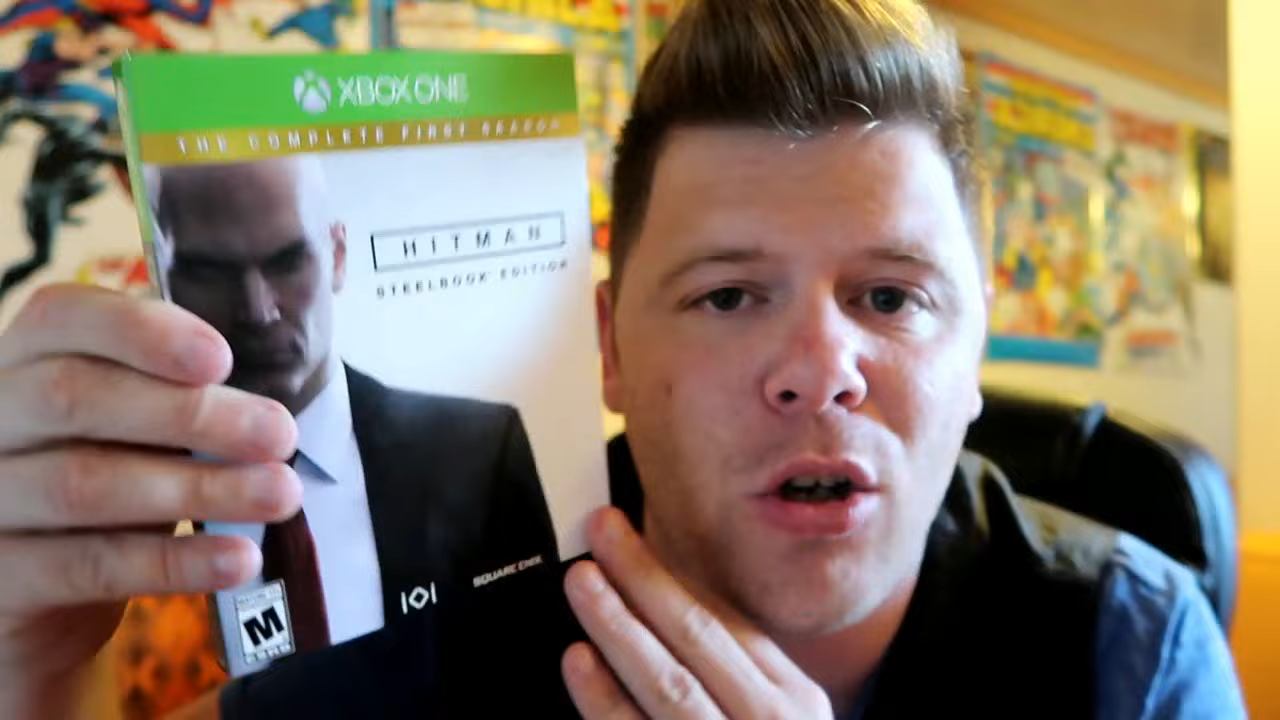 XBOX ONE
THE COMPLETE FIRST SEASON
HITMAN
STEELBOOK EDITION
SQUARE ENIX
IOI
M